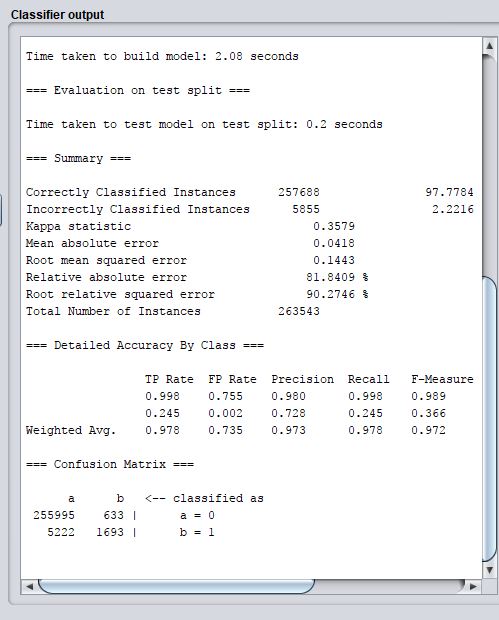 Classifier output
Time taken to build model: 2.08 seconds
=== Evaluation on test split ===
Time taken to test model on test split: 0.2 seconds
=== Summary ===
Correctly Classified Instances 257688 97.7784
Incorrectly Classified Instances 5855 2.2216
Kappa statistic 0.3579
Mean absolute error 0.0418
Root mean squared error 0.1443
Relative absolute error 81.8409 %
Root relative squared error 90.2746 %
Total Number of Instances 263543
=== Detailed Accuracy By Class ===
TP Rate FP Rate Precision Recall F-Measure
0.998 0.755 0.980 0.998 0.989
0.245 0.002 0.728 0.245 0.366
Weighted Avg. 0.978 0.735 0.973 0.978 0.972
=== Confusion Matrix ===
a b <-- classified as
255995 633 | a = 0
5222 1693 | b = 1